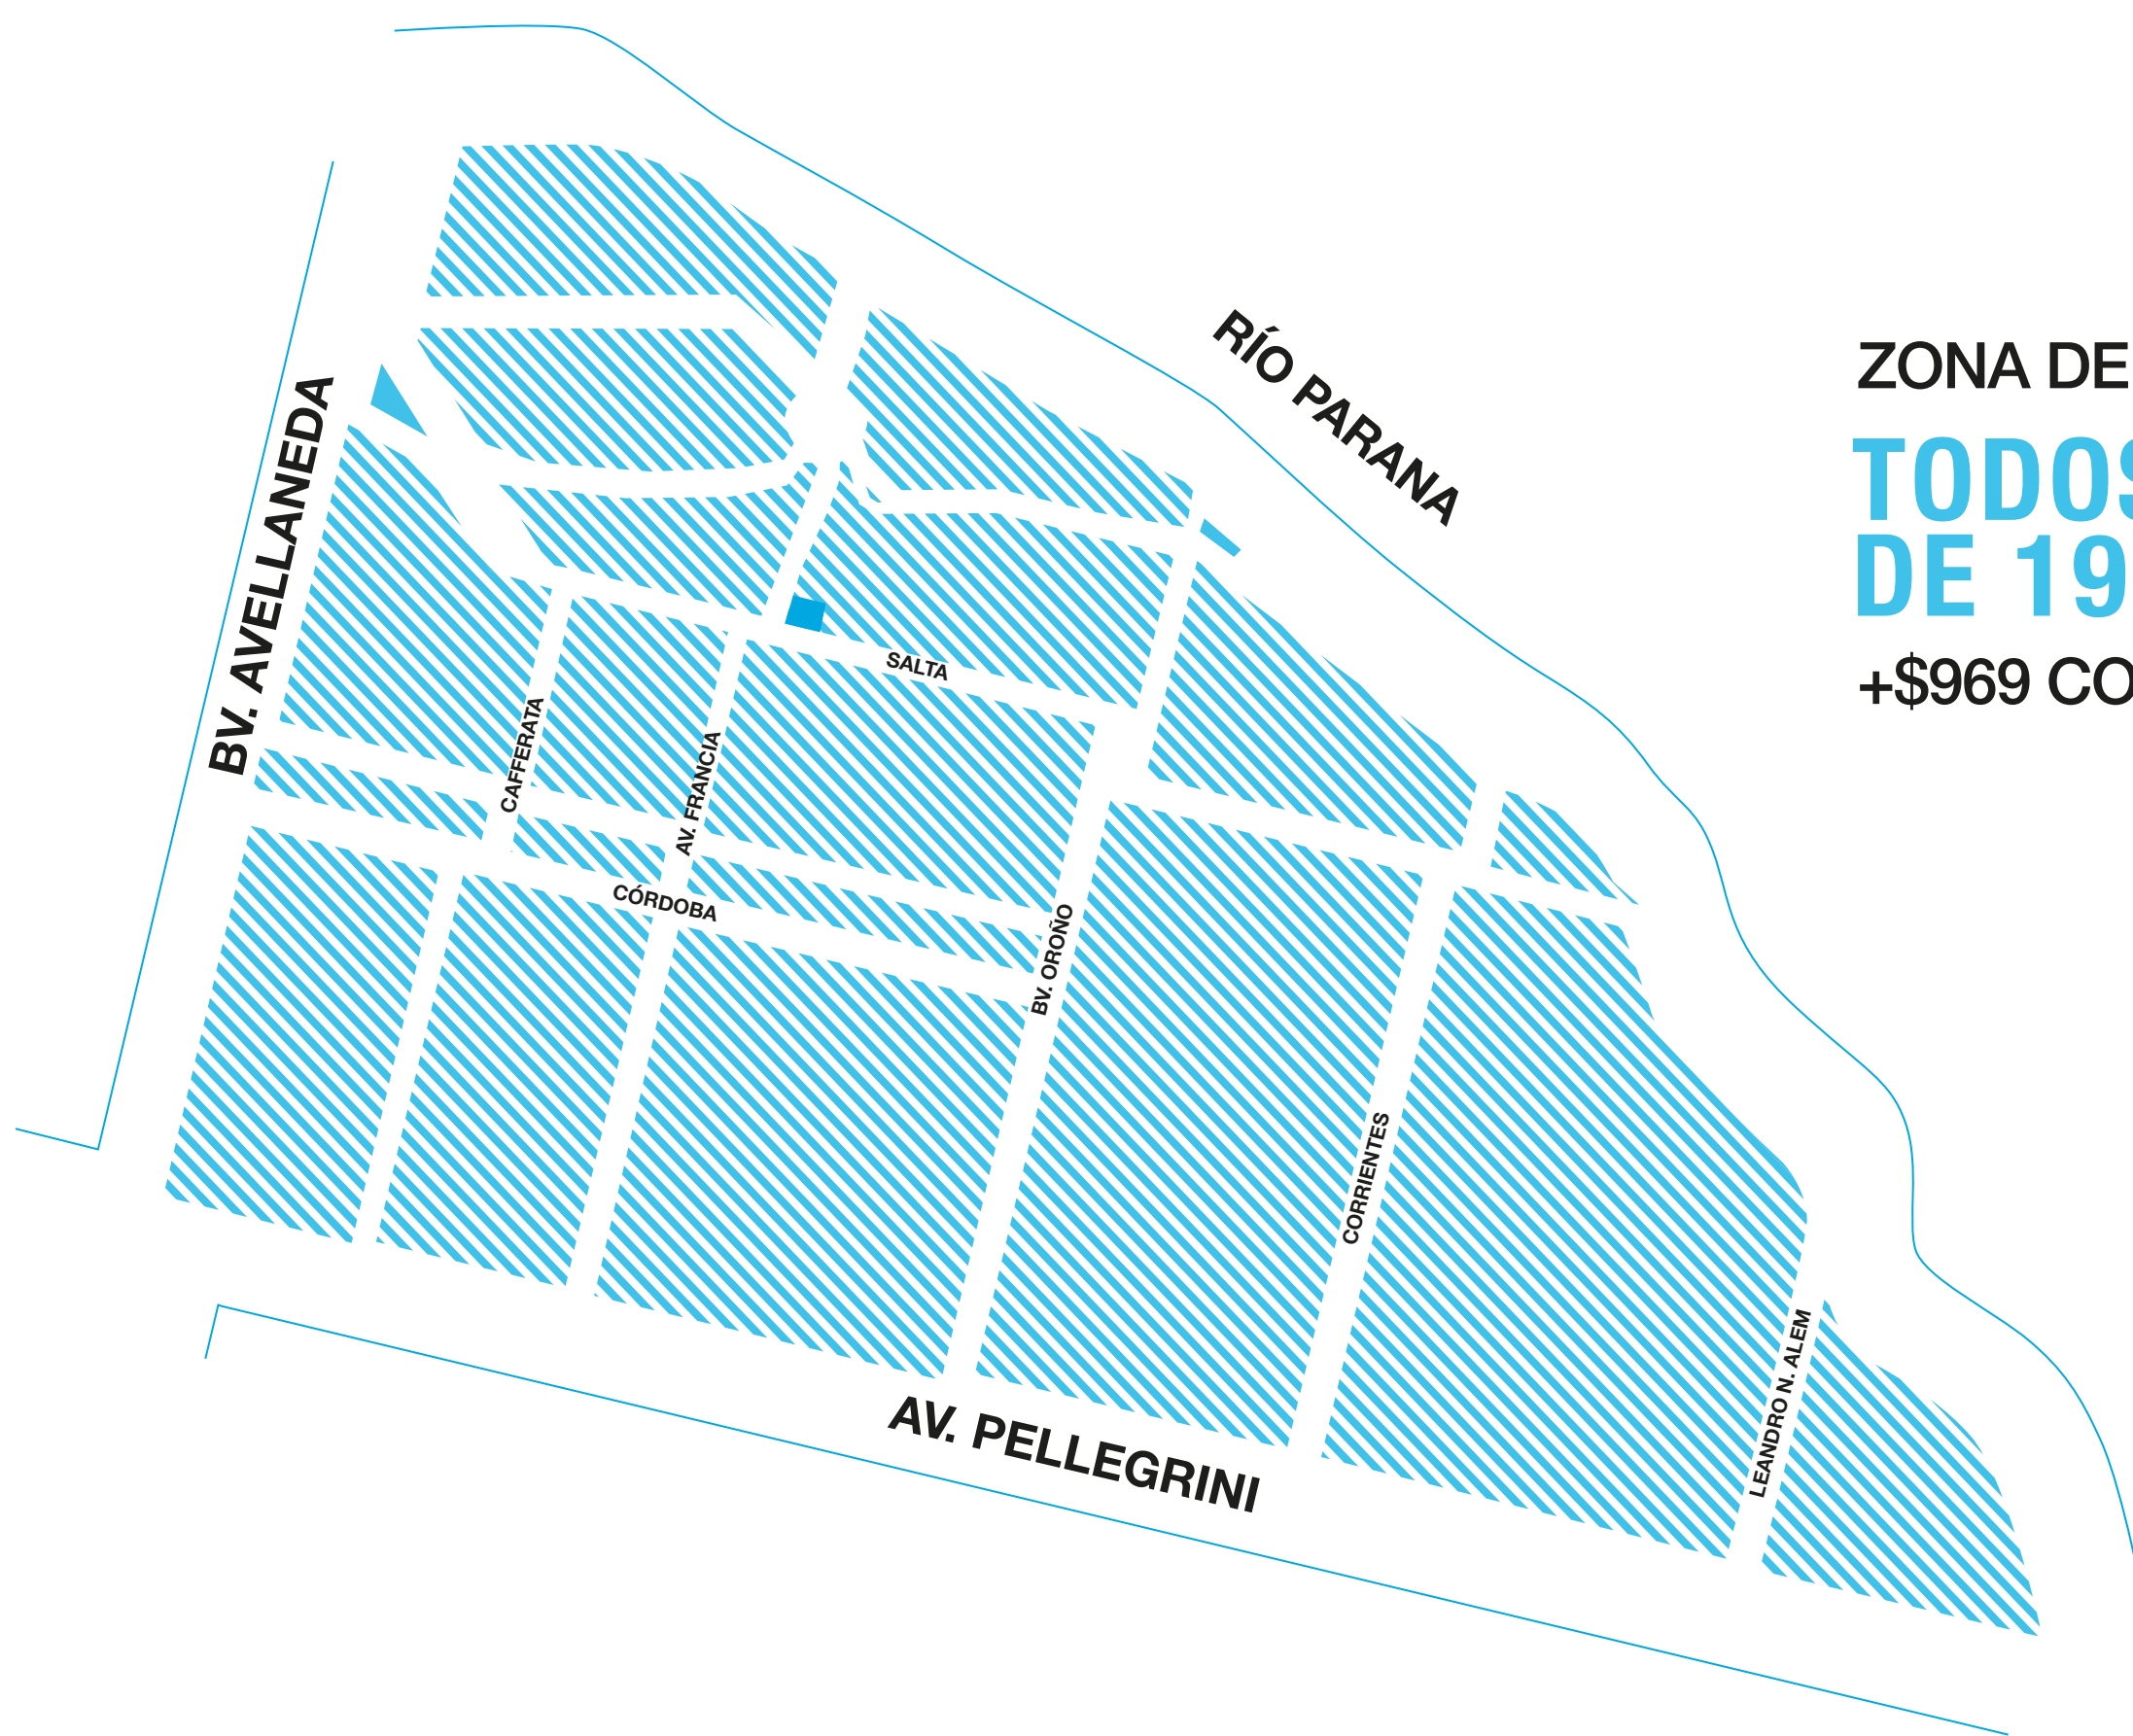 RÍO PARANA
ZONA DE
TODOS
DE 19
+$969 CO
BV. AVELLANEDA
SALTA
CAFFERATA
AV. FRANCIA
CÓRDOBA
BV. OROÑO
CORRIENTES
LEANDRO N. ALEM
AV. PELLEGRINI